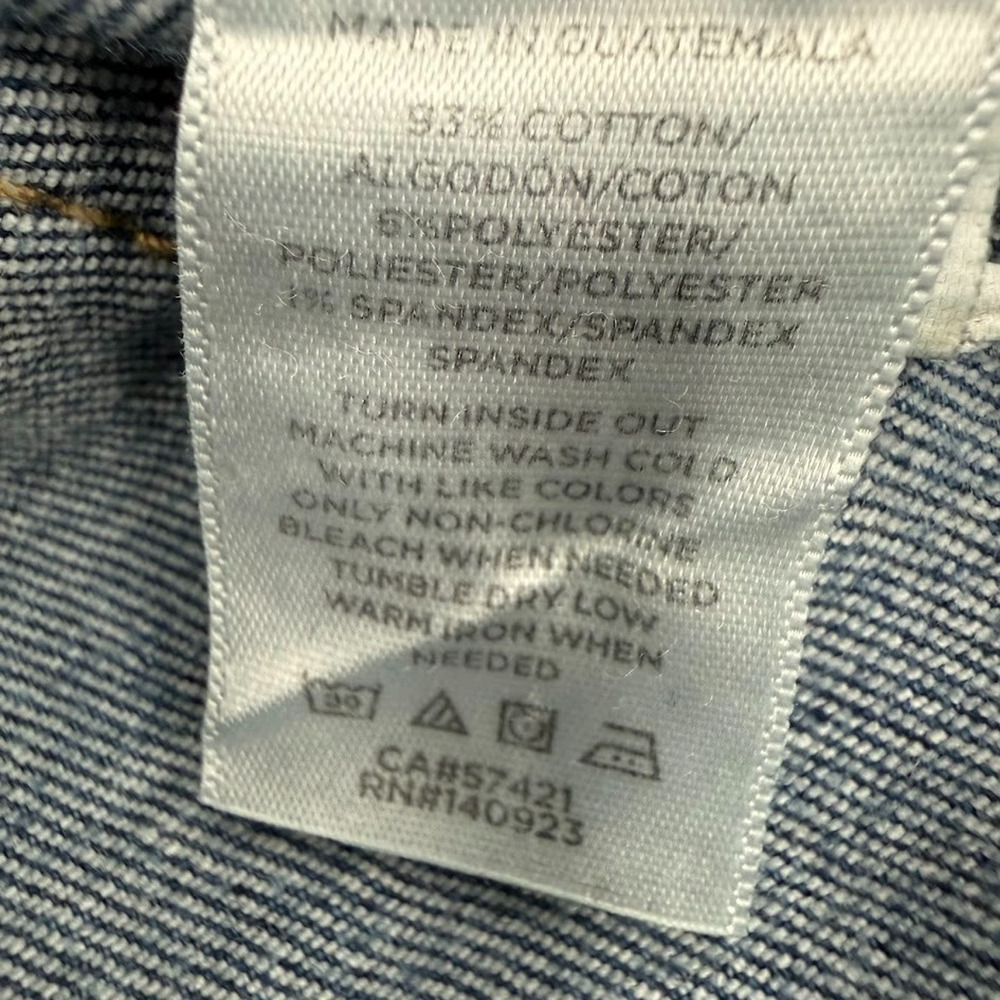 MADE IN GUATEMALA
93% COTTON/
ALGODÓN/COTON
6%POLYESTER/
POLIESTER/POLYESTER
1% SPANDEX/SPANDEX
SPANDEX
TURN INSIDE OUT
MACHINE WASH COLD
WITH LIKE COLORS
ONLY NON-CHLORINE
BLEACH WHEN NEEDED
TUMBLE DRY LOW
WARM IRON WHEN
NEEDED
30
CA#57421
RN#140923